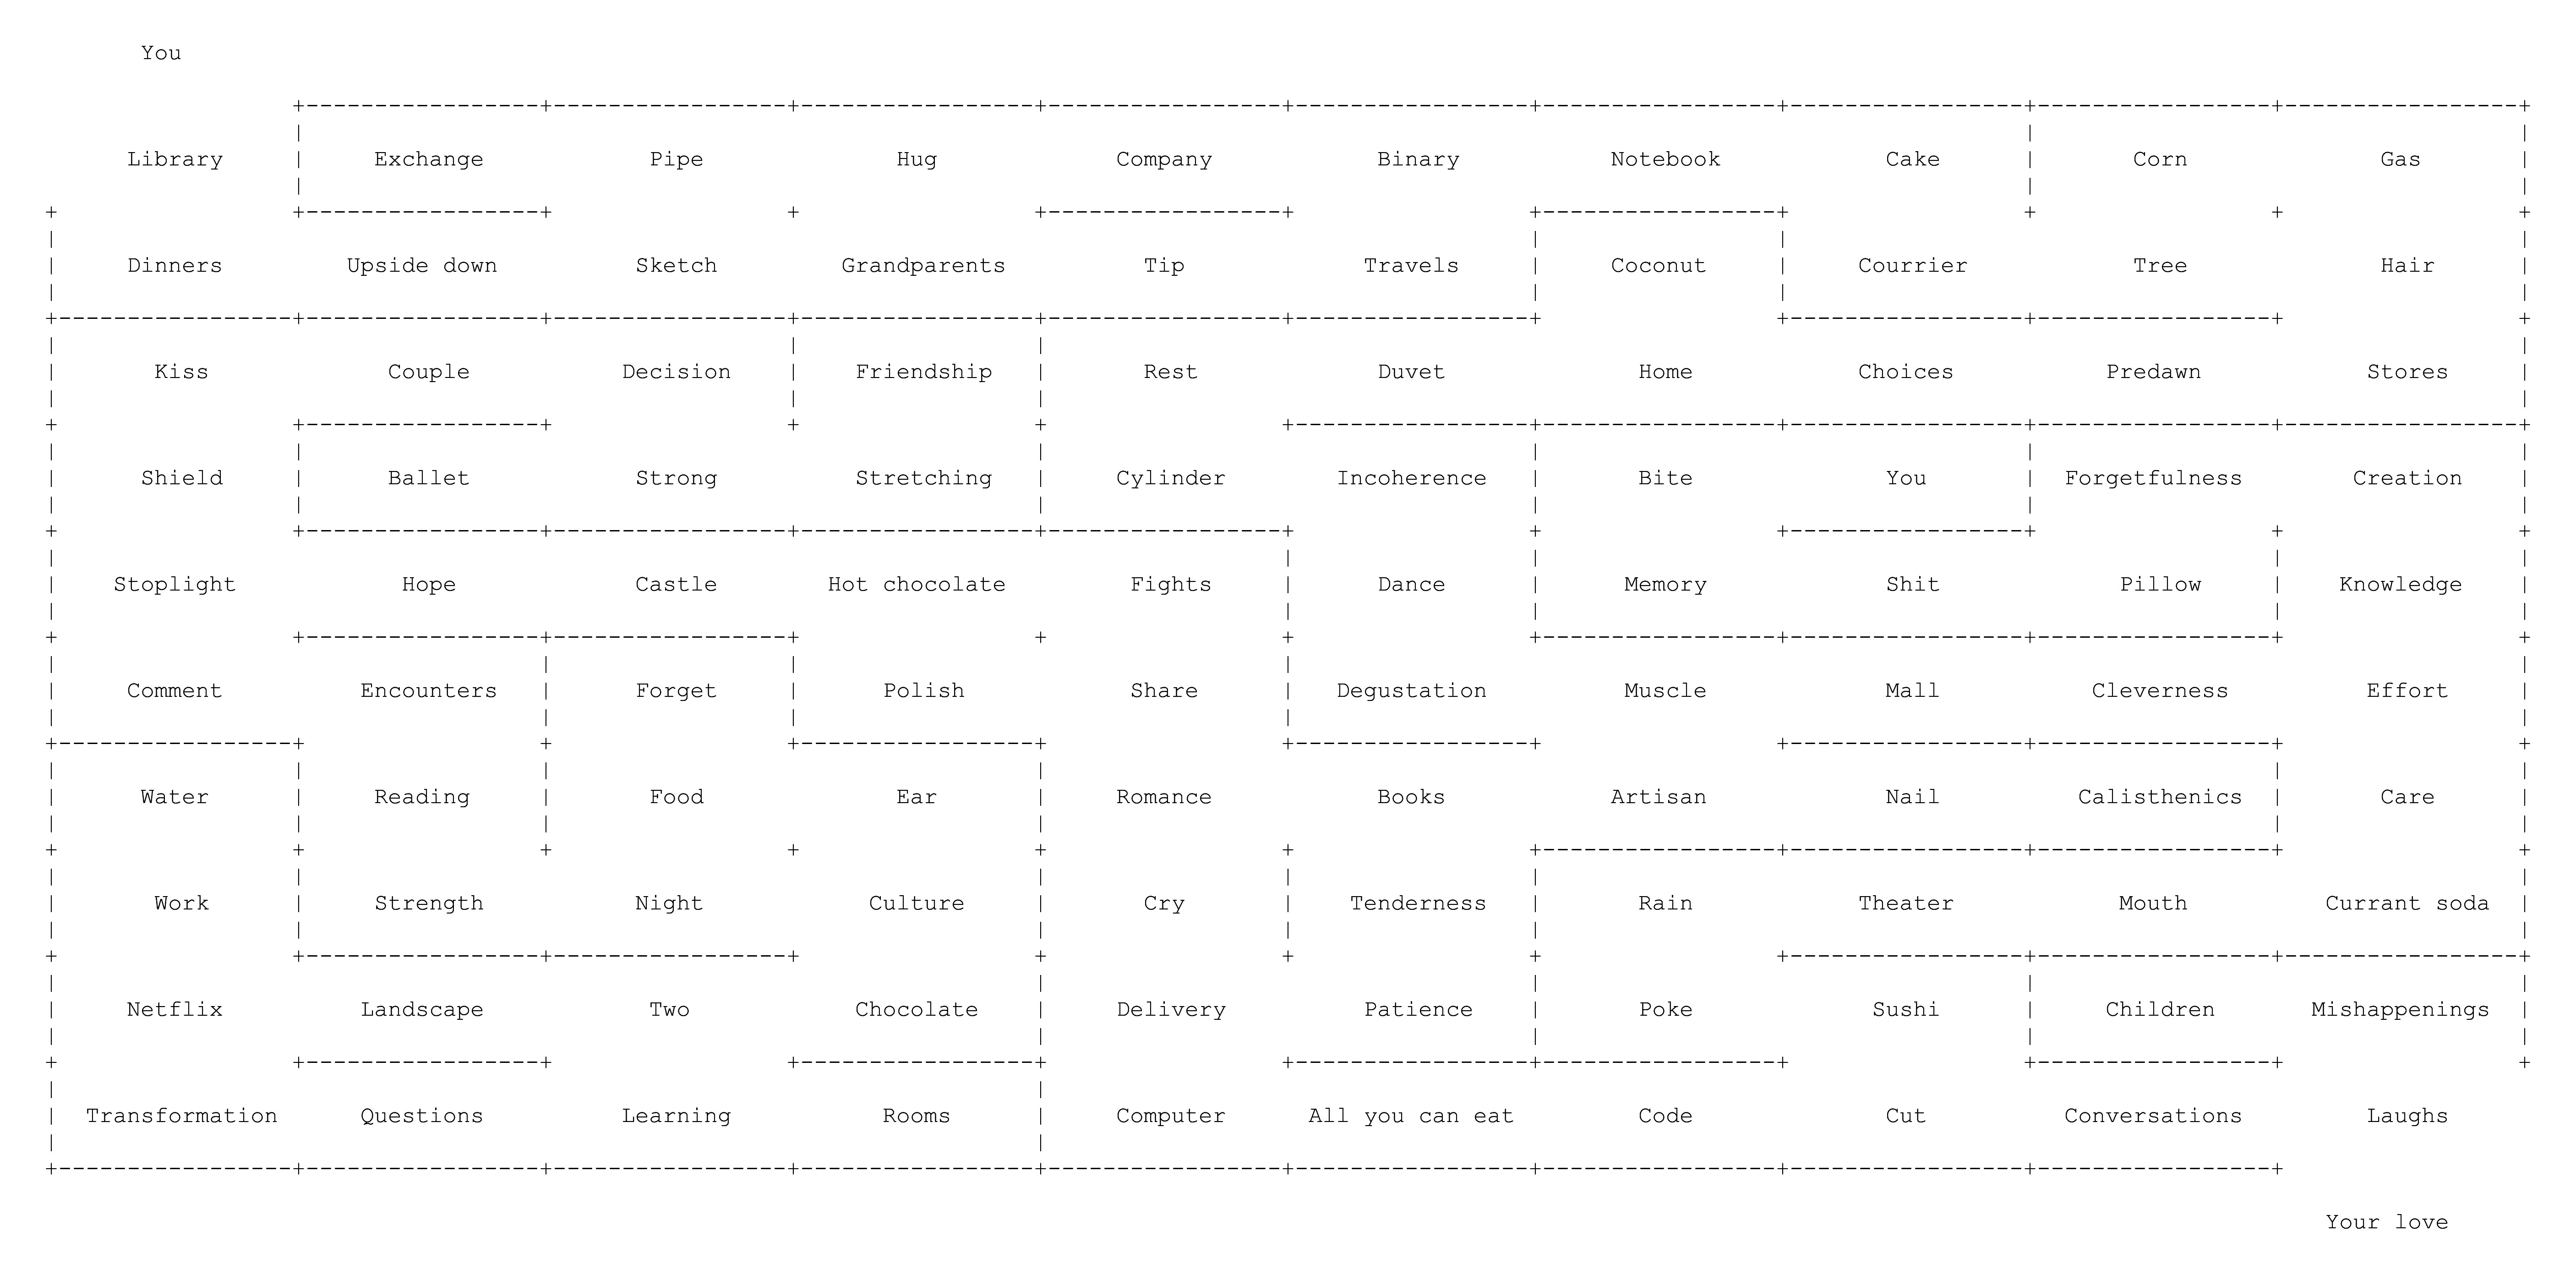 You
Library Exchange Pipe Hug Company Binary Notebook Cake Corn Gas
Dinners Upside down Sketch Grandparents Tip Travels Coconut Courrier Tree Hair
Kiss Couple Decision Friendship Rest Duvet Home Choices Predawn Stores
Shield Ballet Strong Stretching Cylinder Incoherence Bite You Forgetfulness Creation
Stoplight Hope Castle Hot chocolate Fights Dance Memory Shit Pillow Knowledge
Comment Encounters Forget Polish Share Degustation Muscle Mall Cleverness Effort
Water Reading Food Ear Romance Books Artisan Nail Calisthenics Care
Work Strength Night Culture Cry Tenderness Rain Theater Mouth Currant soda
Netflix Landscape Two Chocolate Delivery Patience Poke Sushi Children Mishappenings
Transformation Questions Learning Rooms Computer All you can eat Code Cut Conversations Laughs
Your love